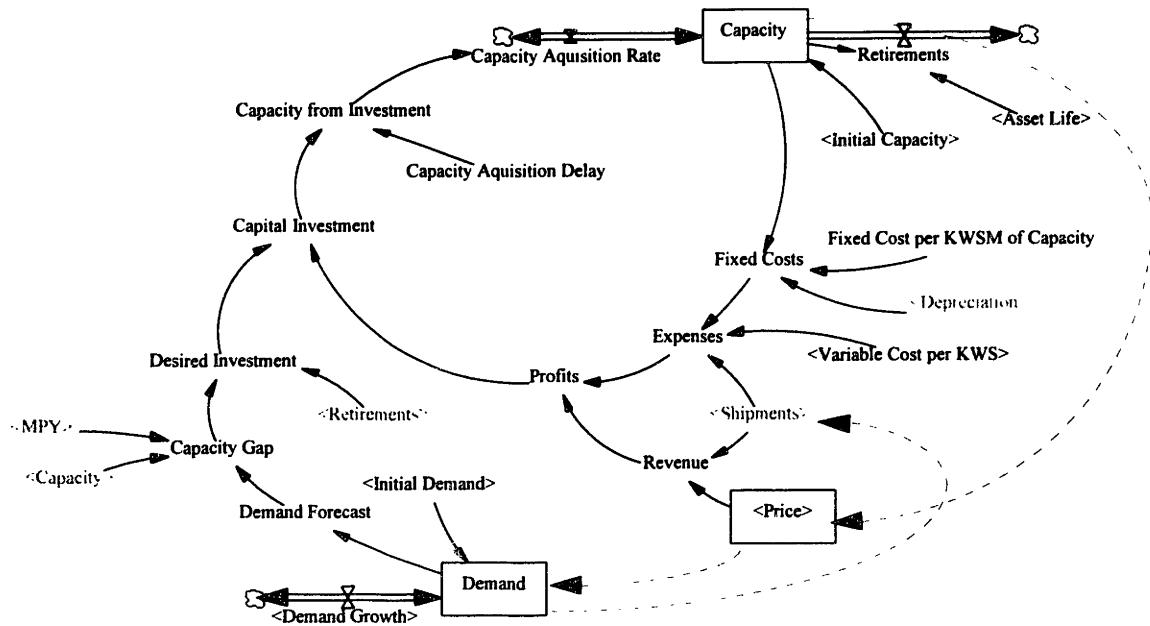 Capacity
Capacity Aquisition Rate
Retirements
Capacity from Investment
<Asset Life>
<Initial Capacity>
Capacity Aquisition Delay
Capital Investment
Fixed Cost per KWSM of Capacity
Fixed Costs
<Depreciation
Expenses
<Variable Cost per KWS>
Desired Investment
Profits
<Retirements>
<Shipments>
<MPY>
Capacity Gap
Revenue
<Capacity>
<Initial Demand>
Demand Forecast
<Price>
Demand
<Demand Growth>